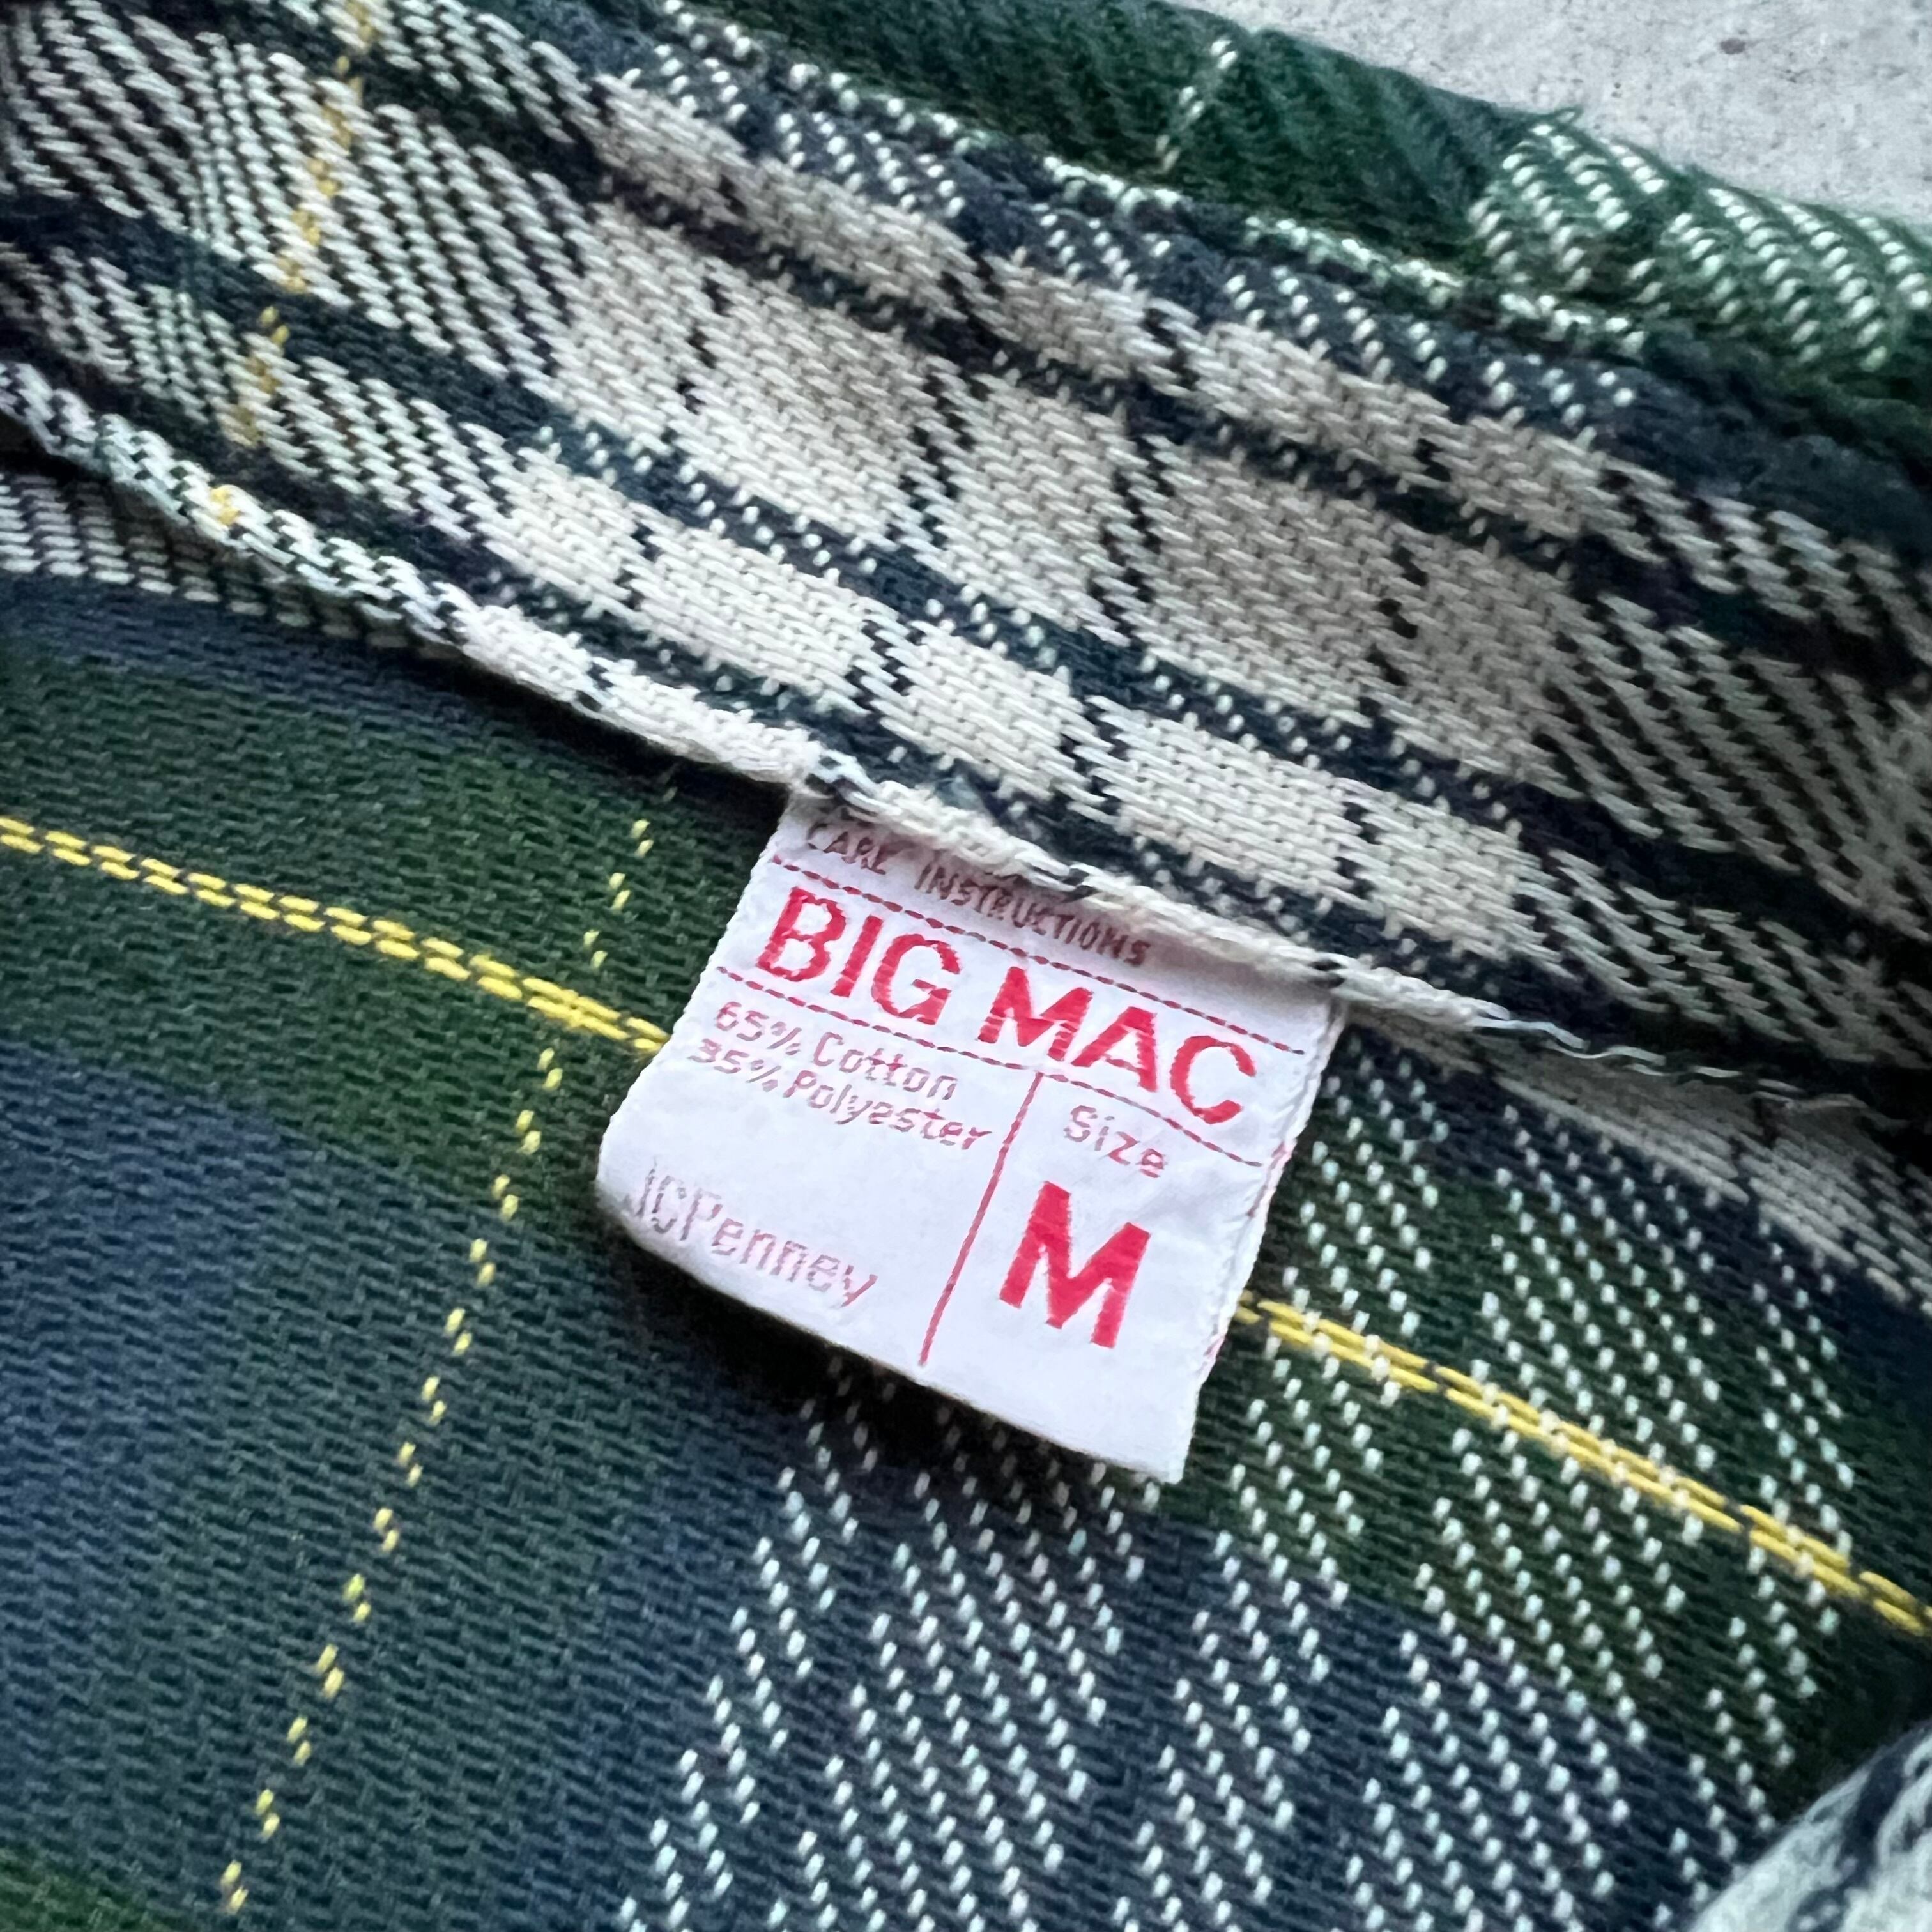 CARE INSTRUCTIONS
BIG MAC
65% Cotton
35% Polyester
Size
M
JCPenney